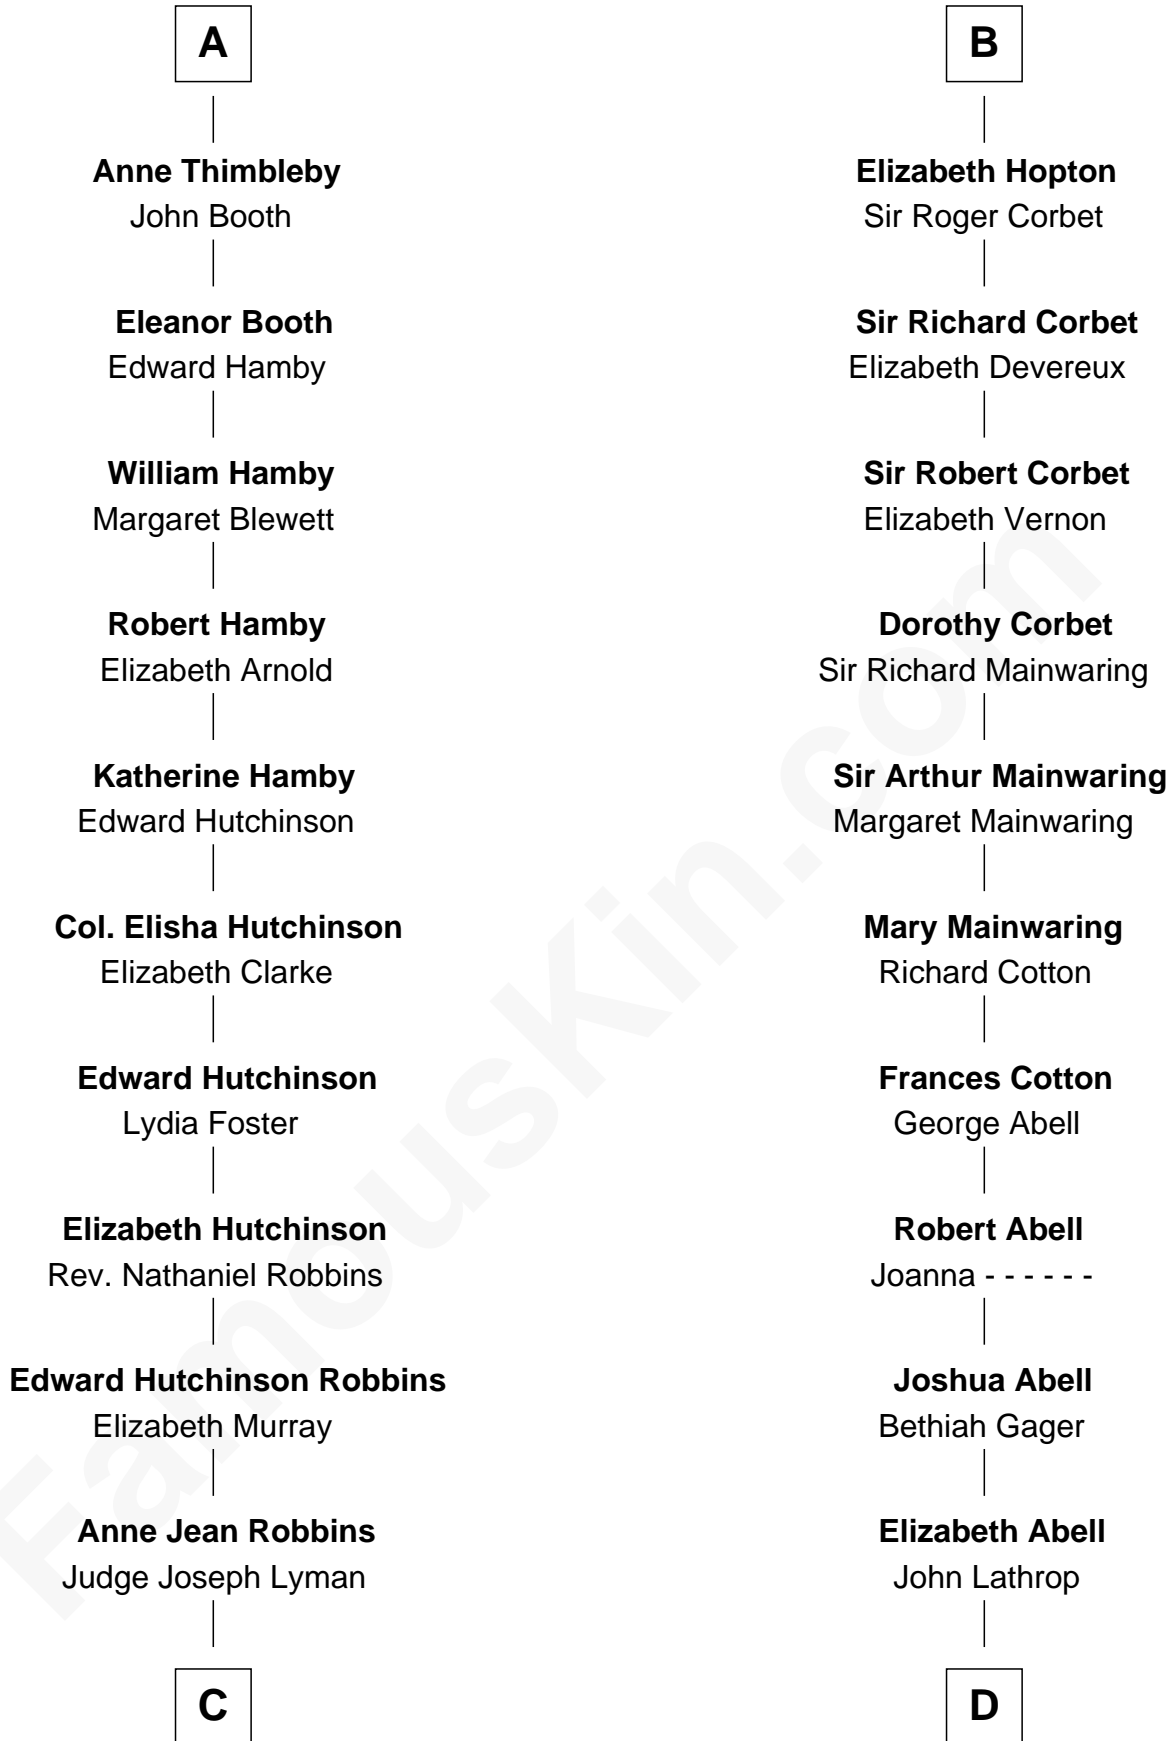 A
Anne Thimbleby
John Booth
Eleanor Booth
Edward Hamby
William Hamby
Margaret Blewett
Robert Hamby
Elizabeth Arnold
Katherine Hamby
Edward Hutchinson
Col. Elisha Hutchinson
Elizabeth Clarke
Edward Hutchinson
Lydia Foster
Elizabeth Hutchinson
Rev. Nathaniel Robbins
Edward Hutchinson Robbins
Elizabeth Murray
Anne Jean Robbins
Judge Joseph Lyman
C
B
Elizabeth Hopton
Sir Roger Corbet
Sir Richard Corbet
Elizabeth Devereux
Sir Robert Corbet
Elizabeth Vernon
Dorothy Corbet
Sir Richard Mainwaring
Sir Arthur Mainwaring
Margaret Mainwaring
Mary Mainwaring
Richard Cotton
Frances Cotton
George Abell
Robert Abell
Joanna - - - - - -
Joshua Abell
Bethiah Gager
Elizabeth Abell
John Lathrop
D
FamousKin.com